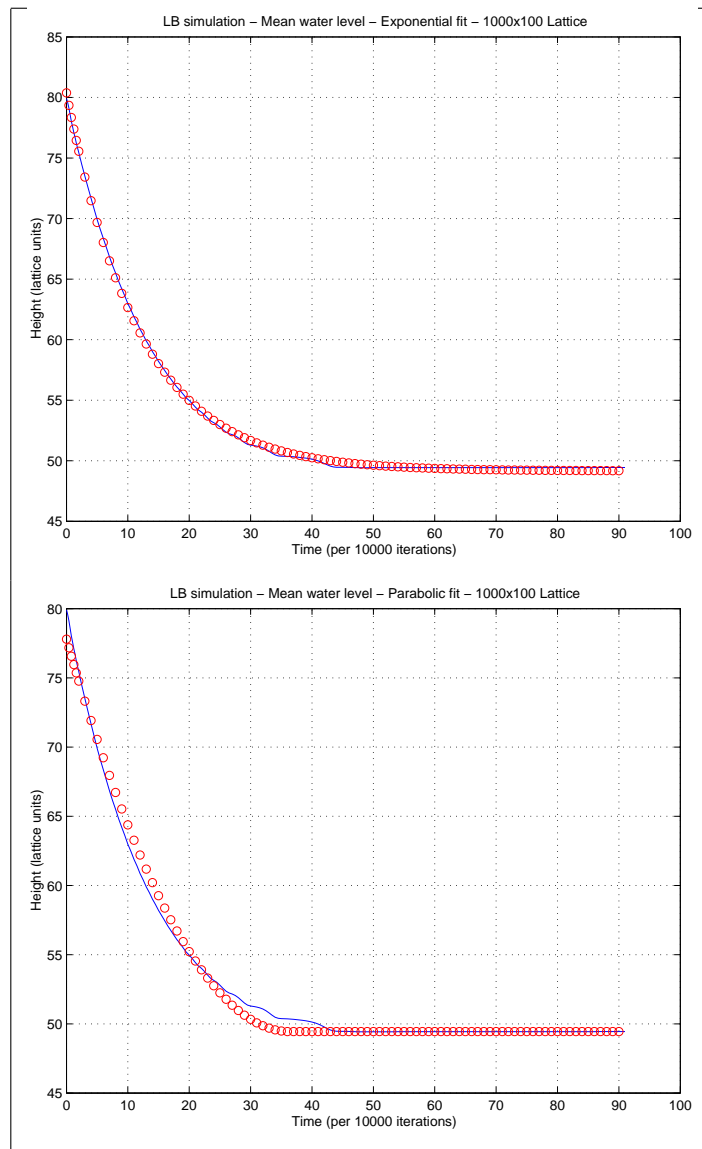 LB simulation − Mean water level − Exponential fit − 1000x100 Lattice
85
80
75
70
65
60
55
50
45
Height (lattice units)
0 10 20 30 40 50 60 70 80 90 100
Time (per 10000 iterations)
LB simulation − Mean water level − Parabolic fit − 1000x100 Lattice
80
75
70
65
60
55
50
45
Height (lattice units)
0 10 20 30 40 50 60 70 80 90 100
Time (per 10000 iterations)